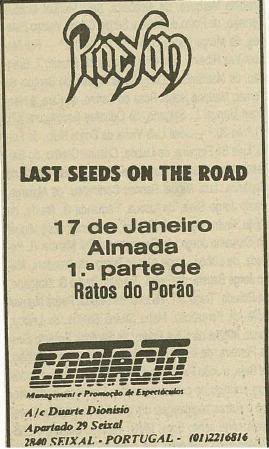 Procyon
LAST SEEDS ON THE ROAD
17 de Janeiro
Almada
1.ª parte de
Ratos do Porão
CONTACTO
Management e Promoção de Espectáculos
A/c Duarte Dionísio
Apartado 29 Seixal
2840 SEIXAL - PORTUGAL - (01)2216816